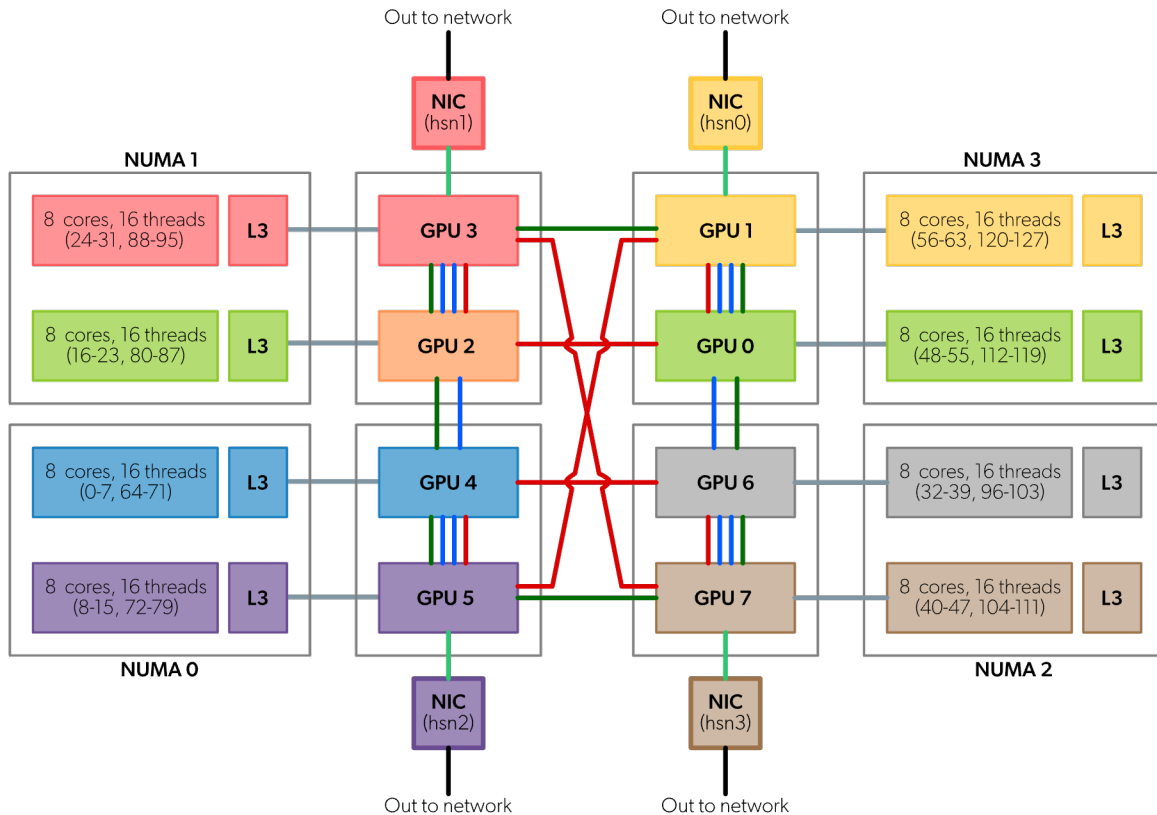 Out to network
Out to network
NIC
(hsn1)
NIC
(hsn0)
NUMA 1
NUMA 3
8 cores, 16 threads
(24-31, 88-95)
L3
GPU 3
GPU 1
8 cores, 16 threads
(56-63, 120-127)
L3
8 cores, 16 threads
(16-23, 80-87)
L3
GPU 2
GPU 0
8 cores, 16 threads
(48-55, 112-119)
L3
8 cores, 16 threads
(0-7, 64-71)
L3
GPU 4
GPU 6
8 cores, 16 threads
(32-39, 96-103)
L3
8 cores, 16 threads
(8-15, 72-79)
L3
GPU 5
GPU 7
8 cores, 16 threads
(40-47, 104-111)
L3
NUMA 0
NUMA 2
NIC
(hsn2)
NIC
(hsn3)
Out to network
Out to network